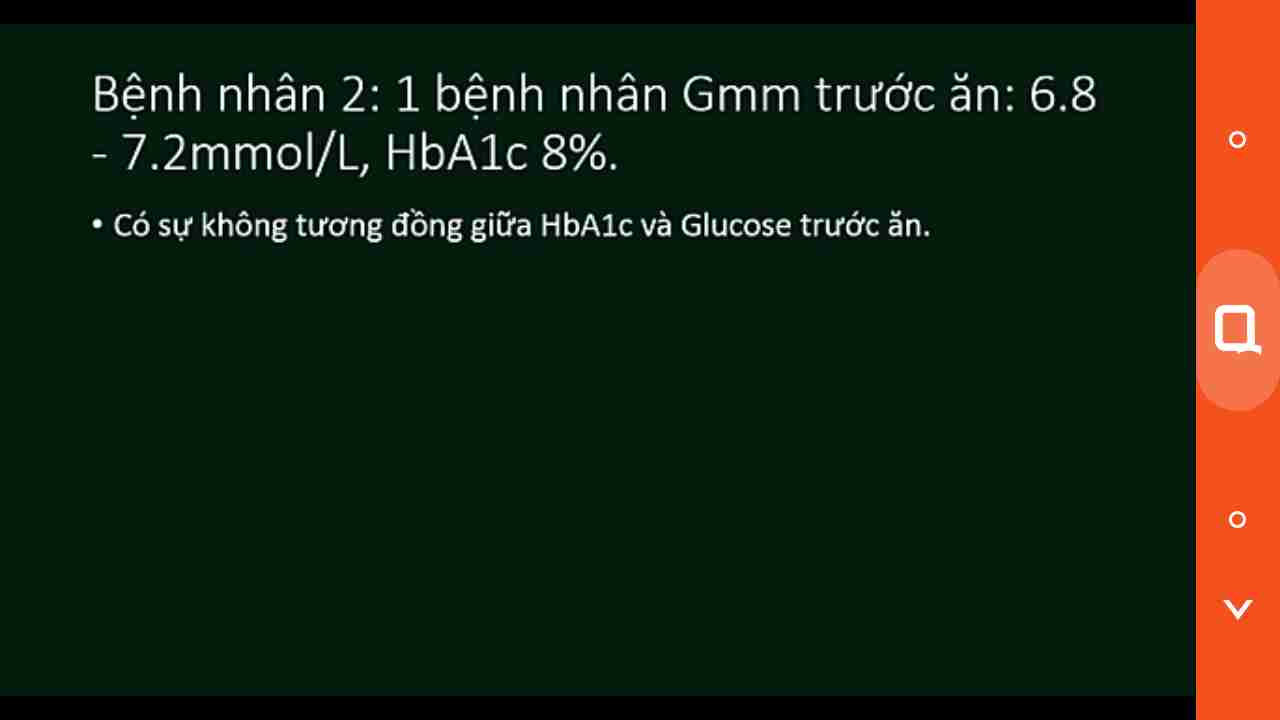 Bệnh nhân 2: 1 bệnh nhân Gmm trước ăn: 6.8
- 7.2mmol/L, HbA1c 8%.
• Có sự không tương đồng giữa HbA1c và Glucose trước ăn.